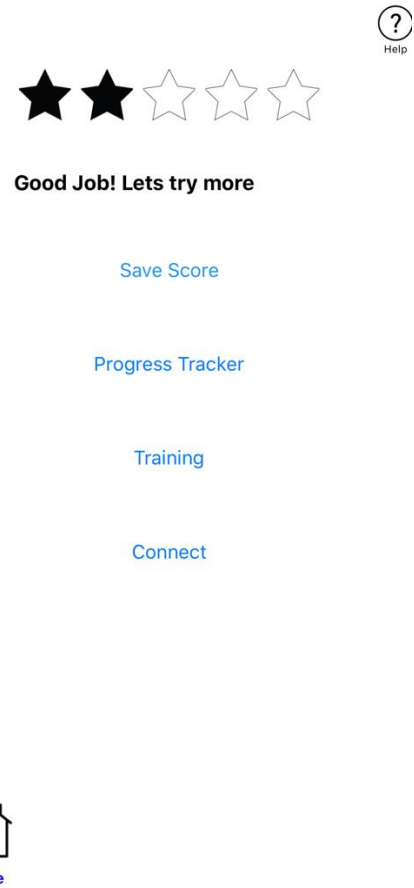 Help
Good Job! Lets try more
Save Score
Progress Tracker
Training
Connect
e